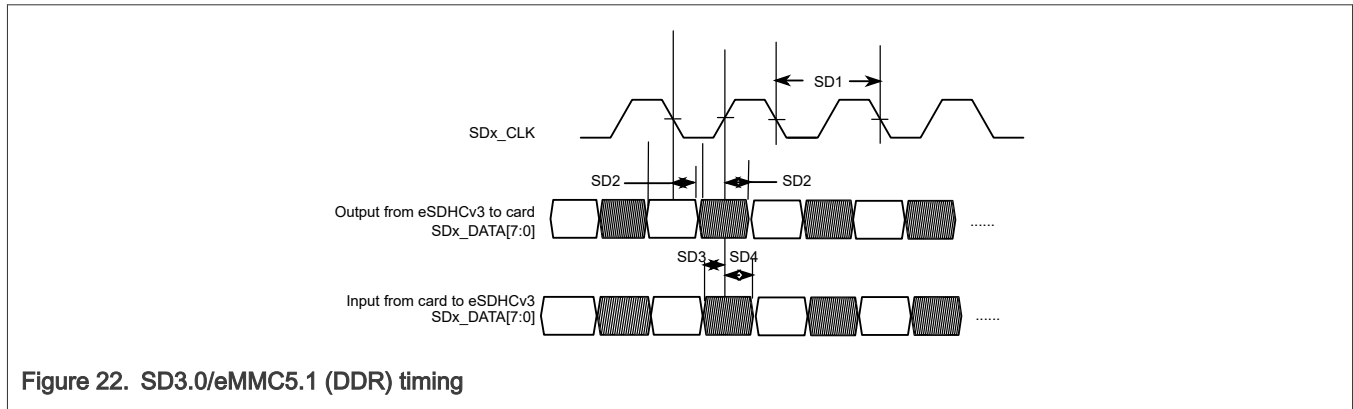 SD1
SDx_CLK
SD2
SD2
Output from eSDHCv3 to card
SDx_DATA[7:0]
......
SD3
SD4
Input from card to eSDHCv3
SDx_DATA[7:0]
......
Figure 22. SD3.0/eMMC5.1 (DDR) timing